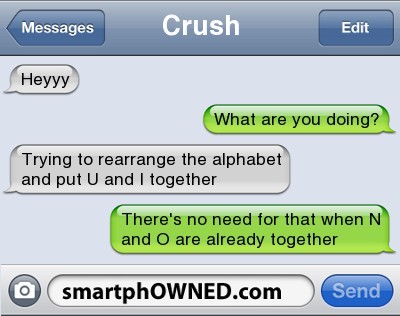 Messages
Crush
Edit
Heyyy
What are you doing?
Trying to rearrange the alphabet
and put U and I together
There's no need for that when N
and O are already together
smartphOWNED.com
Send